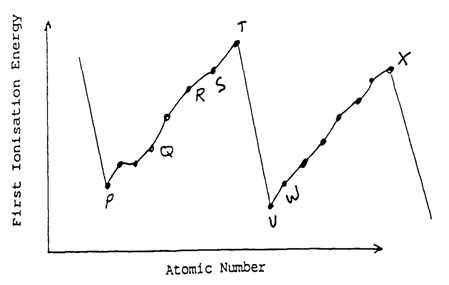 First Ionisation Energy
T
X
S
R
Q
P
W
U
Atomic Number